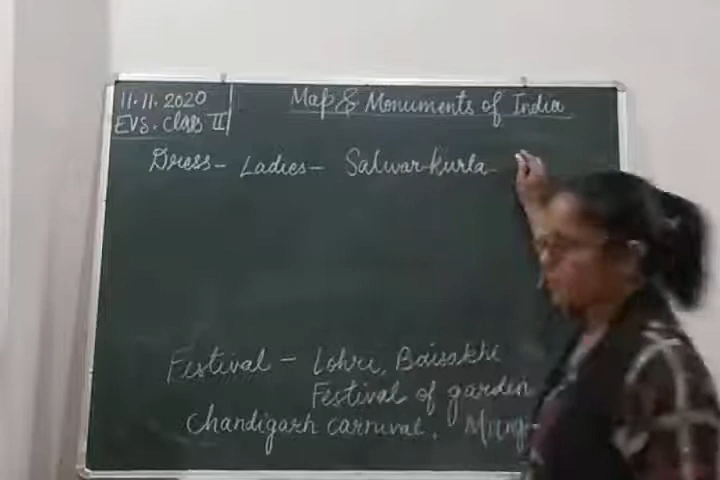 11.11.2020
EVS. Class II
Map & Monuments of India
Dress - Ladies - Salwar-Kurta -
Festival - Lohri, Baisakhi
Festival of garden
Chandigarh carnival,